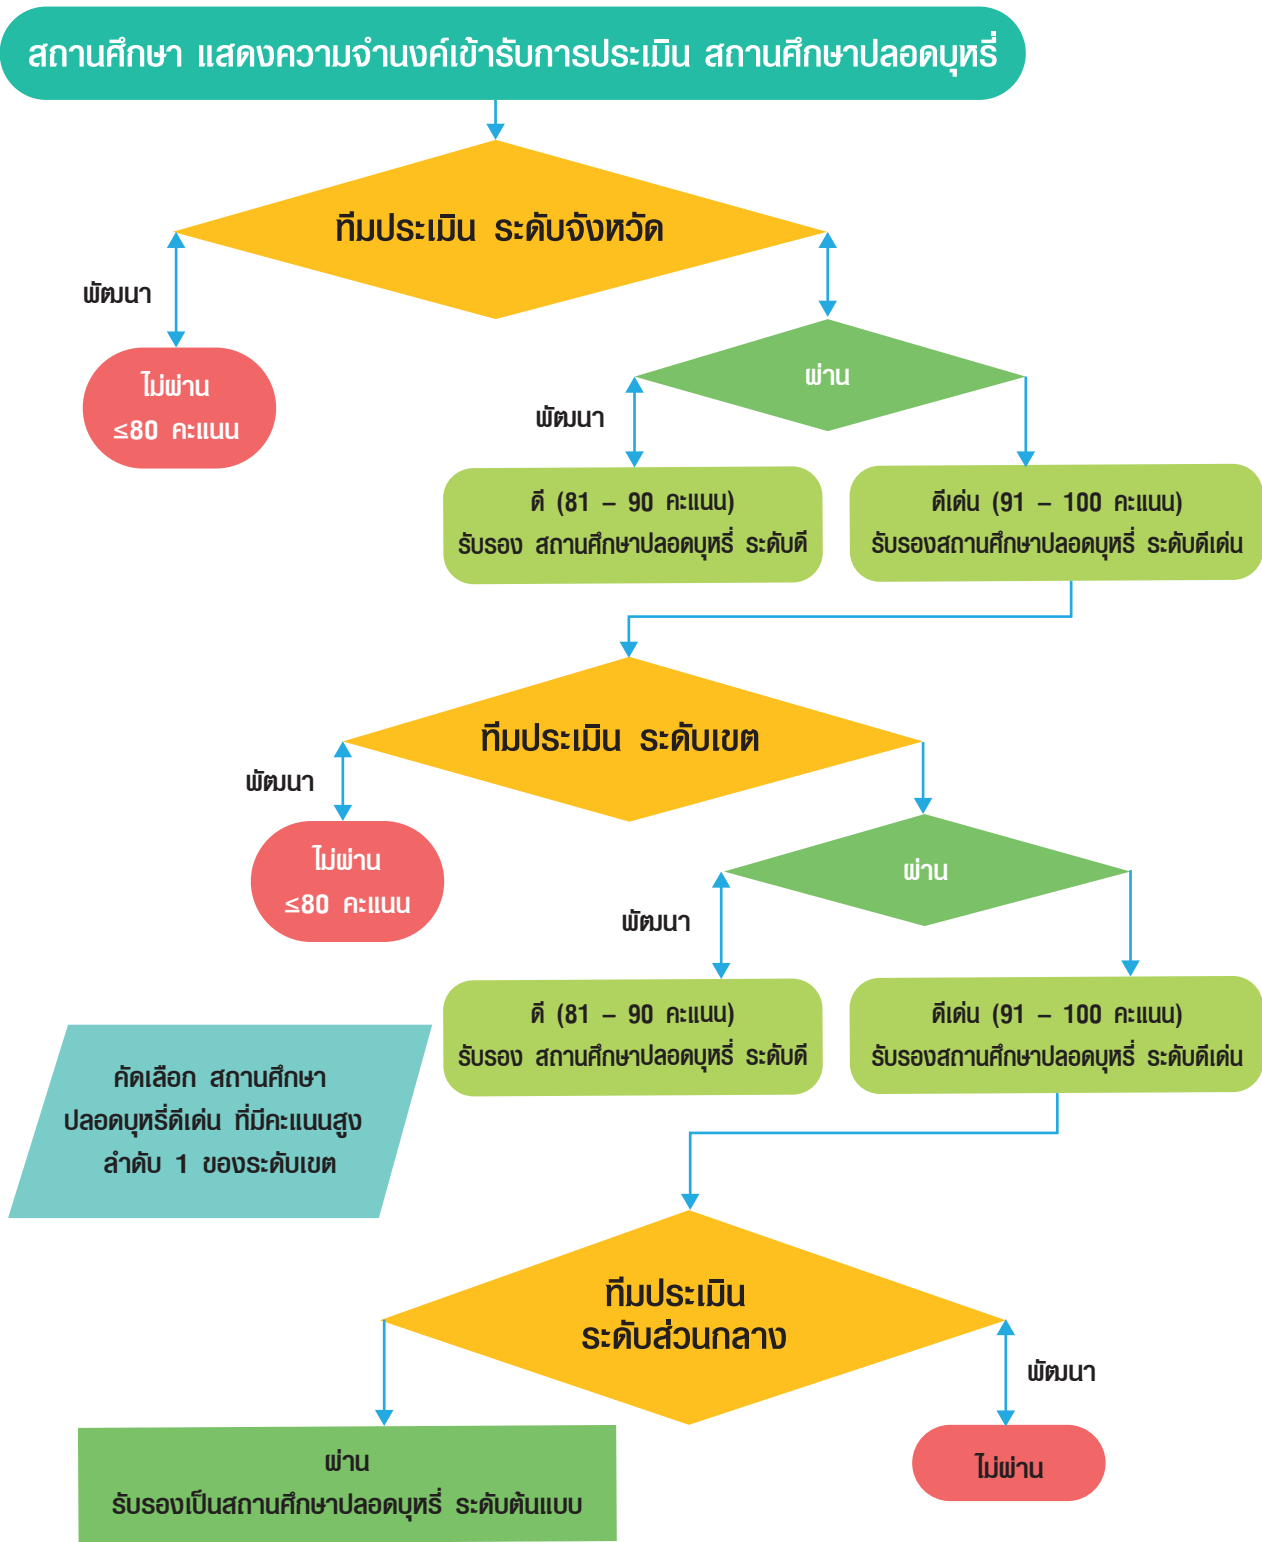 สถานศึกษา แสดงความจำนงค์เข้ารับการประเมิน สถานศึกษาปลอดบุหรี่
ทีมประเมิน ระดับจังหวัด
พัฒนา
ไม่ผ่าน
≤80 คะแนน
ผ่าน
พัฒนา
ดี (81 – 90 คะแนน)
รับรอง สถานศึกษาปลอดบุหรี่ ระดับดี
ดีเด่น (91 – 100 คะแนน)
รับรองสถานศึกษาปลอดบุหรี่ ระดับดีเด่น
ทีมประเมิน ระดับเขต
พัฒนา
ไม่ผ่าน
≤80 คะแนน
ผ่าน
พัฒนา
ดี (81 – 90 คะแนน)
รับรอง สถานศึกษาปลอดบุหรี่ ระดับดี
ดีเด่น (91 – 100 คะแนน)
รับรองสถานศึกษาปลอดบุหรี่ ระดับดีเด่น
คัดเลือก สถานศึกษา
ปลอดบุหรี่ดีเด่น ที่มีคะแนนสูง
ลำดับ 1 ของระดับเขต
ทีมประเมิน
ระดับส่วนกลาง
พัฒนา
ผ่าน
รับรองเป็นสถานศึกษาปลอดบุหรี่ ระดับต้นแบบ
ไม่ผ่าน